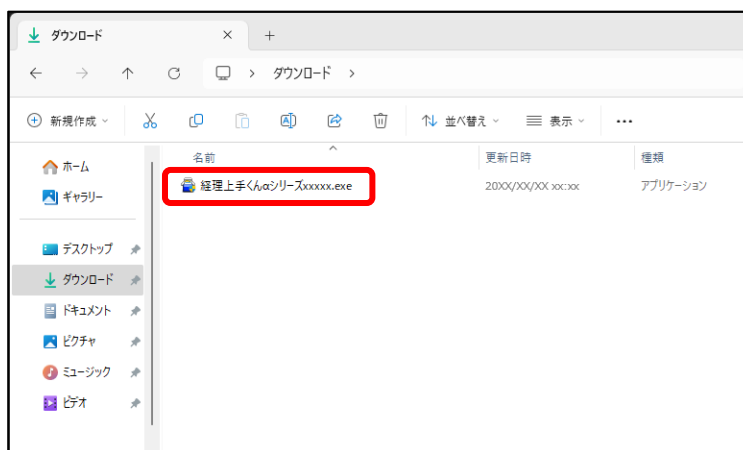 ダウンロード
ダウンロード
新規作成 並べ替え 表示
名前 更新日時 種類
経理上手くんαシリーズxxxxx.exe 20XX/XX/XX xx:xx アプリケーション
ホーム
ギャラリー
デスクトップ
ダウンロード
ドキュメント
ピクチャ
ミュージック
ビデオ